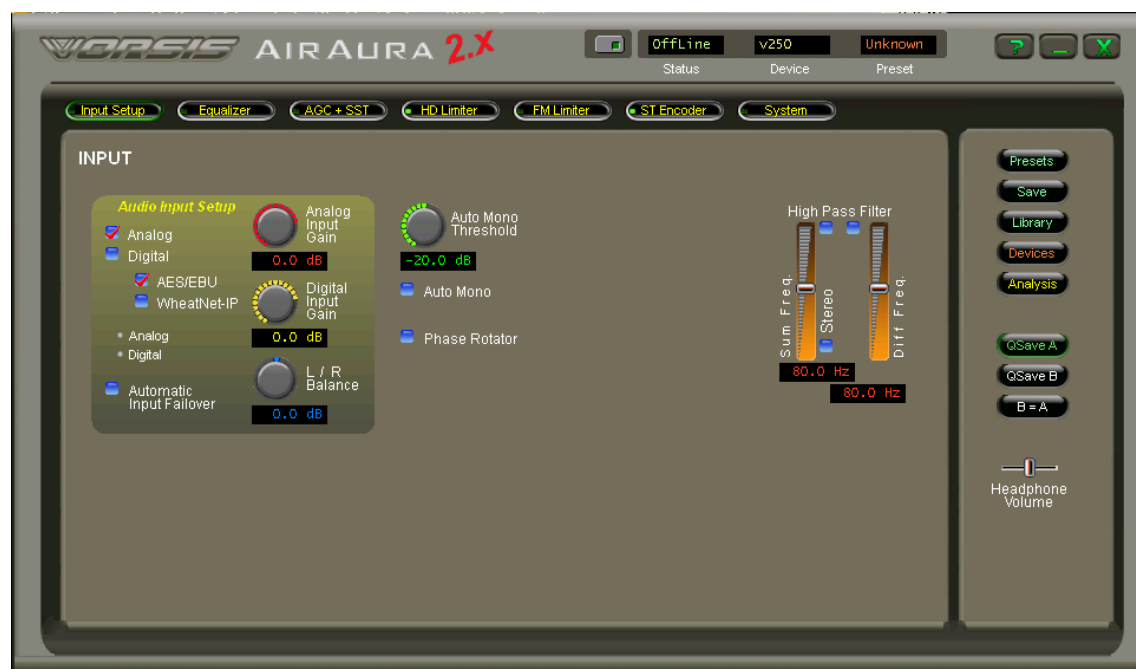 VORSIS AIRAURA 2.X
OffLine v250 Unknown
Status Device Preset
? _ X
Input Setup Equalizer AGC + SST HD Limiter FM Limiter ST Encoder System
INPUT
Audio Input Setup
Analog
Digital
AES/EBU
WheatNet-IP
Analog
Digital
Automatic
Input Failover
Analog
Input
Gain
0.0 dB
Digital
Input
Gain
0.0 dB
L / R
Balance
0.0 dB
Auto Mono
Threshold
-20.0 dB
Auto Mono
Phase Rotator
High Pass Filter
Sum Freq.
Stereo
Diff Freq.
80.0 Hz
80.0 Hz
Presets
Save
Library
Devices
Analysis
QSave A
QSave B
B = A
Headphone
Volume